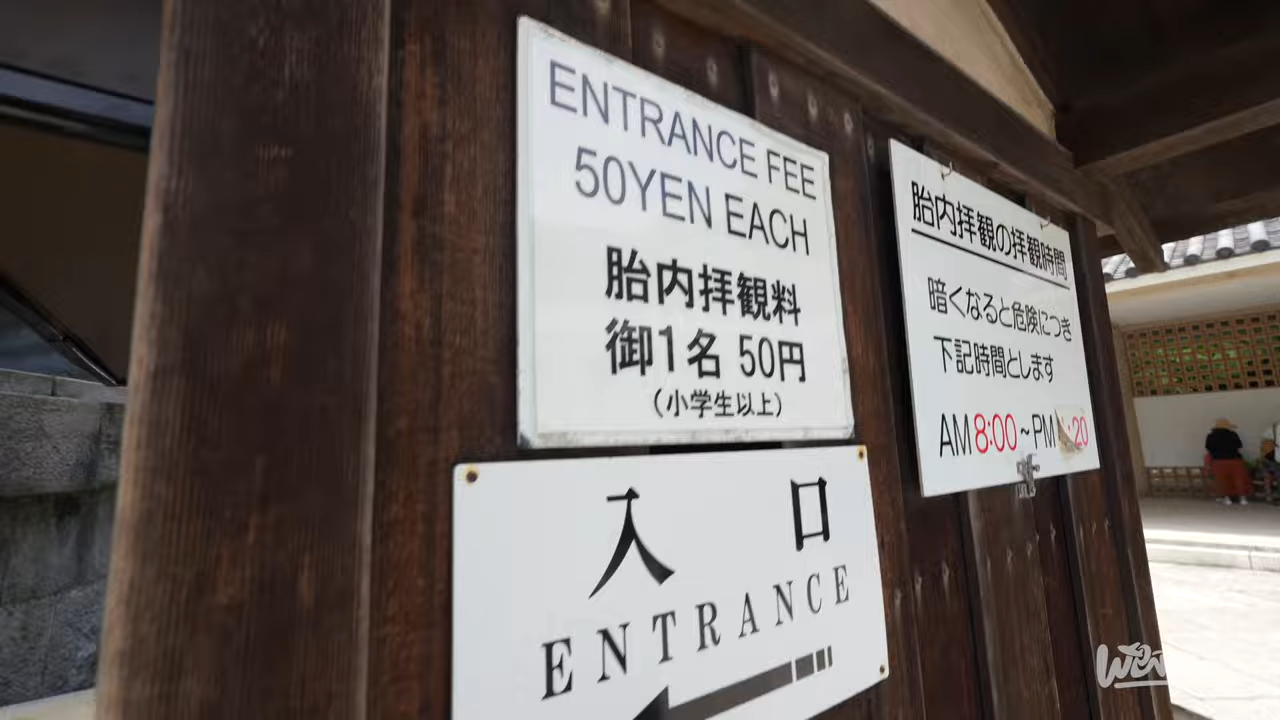 ENTRANCE FEE
50YEN EACH
胎内拝観料
御1名 50円
（小学生以上）
入 口
ENTRANCE
胎内拝観の拝観時間
暗くなると危険につき
下記時間とします
AM 8:00 ~ PM :20